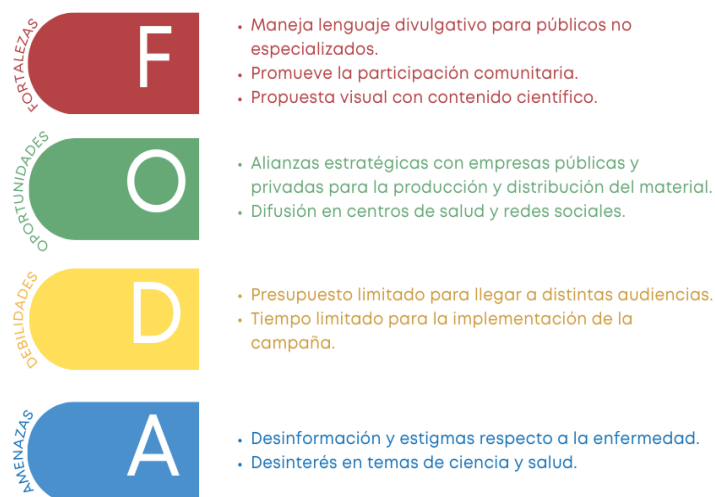 FORTALEZAS
F
• Maneja lenguaje divulgativo para públicos no
especializados.
• Promueve la participación comunitaria.
• Propuesta visual con contenido científico.
OPORTUNIDADES
O
• Alianzas estratégicas con empresas públicas y
privadas para la producción y distribución del material.
• Difusión en centros de salud y redes sociales.
DEBILIDADES
D
• Presupuesto limitado para llegar a distintas audiencias.
• Tiempo limitado para la implementación de la
campaña.
AMENAZAS
A
• Desinformación y estigmas respecto a la enfermedad.
• Desinterés en temas de ciencia y salud.